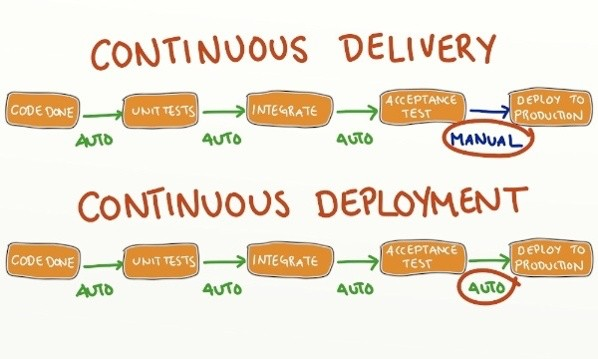 CONTINUOUS DELIVERY
CODE DONE
UNIT TESTS
INTEGRATE
ACCEPTANCE
TEST
DEPLOY TO
PRODUCTION
AUTO
AUTO
AUTO
MANUAL
CONTINUOUS DEPLOYMENT
CODE DONE
UNIT TESTS
INTEGRATE
ACCEPTANCE
TEST
DEPLOY TO
PRODUCTION
AUTO
AUTO
AUTO
AUTO